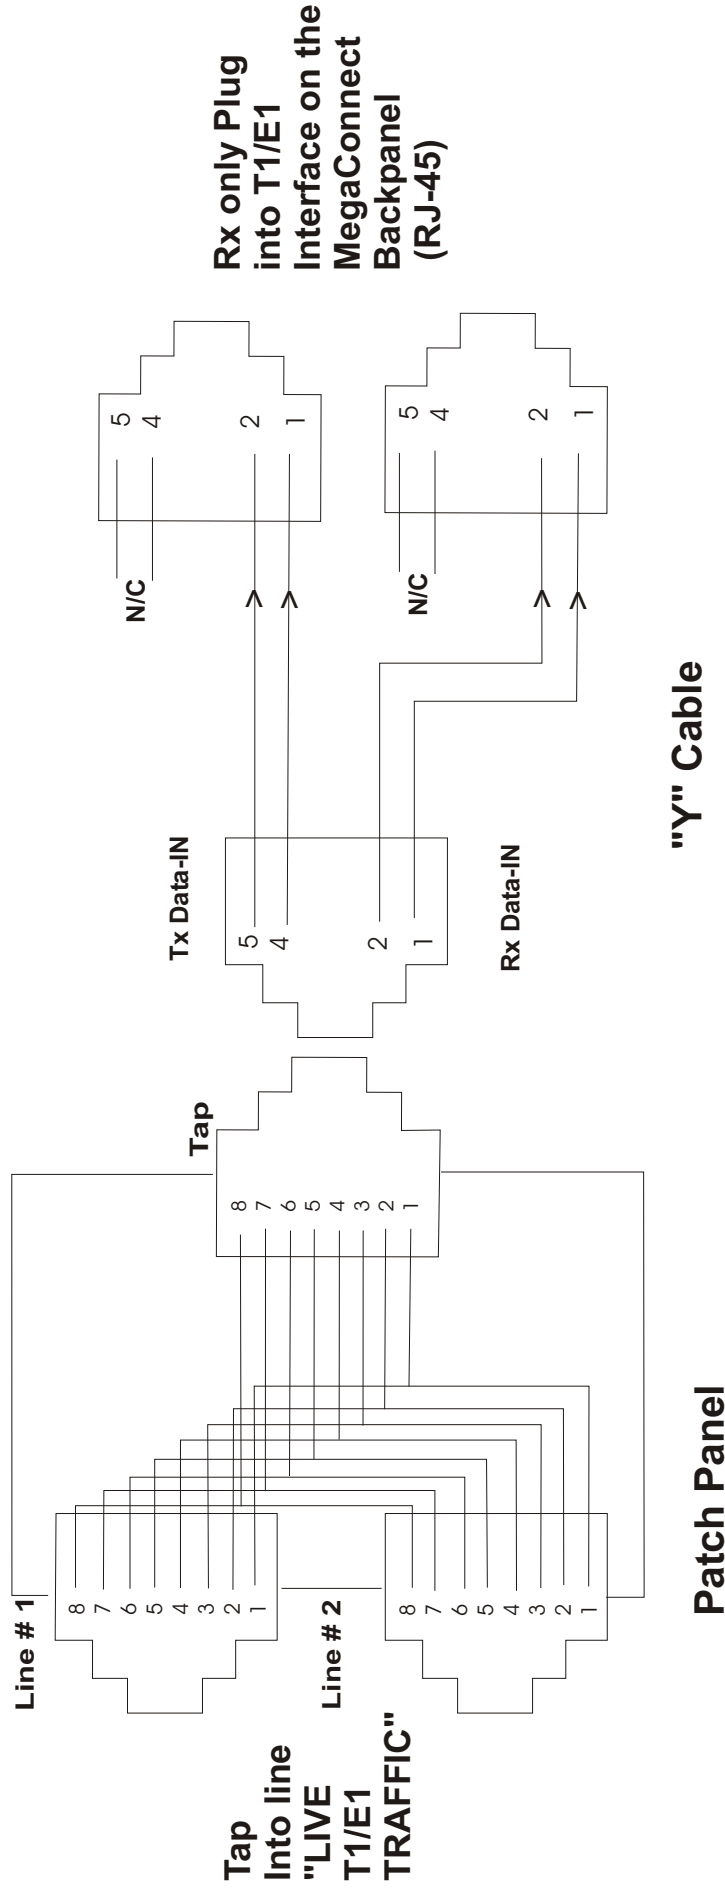 Tap
Into line
"LIVE
T1/E1
TRAFFIC"
Line # 1
8
7
6
5
4
3
2
1
Line # 2
8
7
6
5
4
3
2
1
Patch Panel
Tap
8
7
6
5
4
3
2
1
Tx Data-IN
5
4
2
1
Rx Data-IN
"Y" Cable
N/C
5
4
2
1
N/C
5
4
2
1
Rx only Plug
into T1/E1
Interface on the
MegaConnect
Backpanel
(RJ-45)